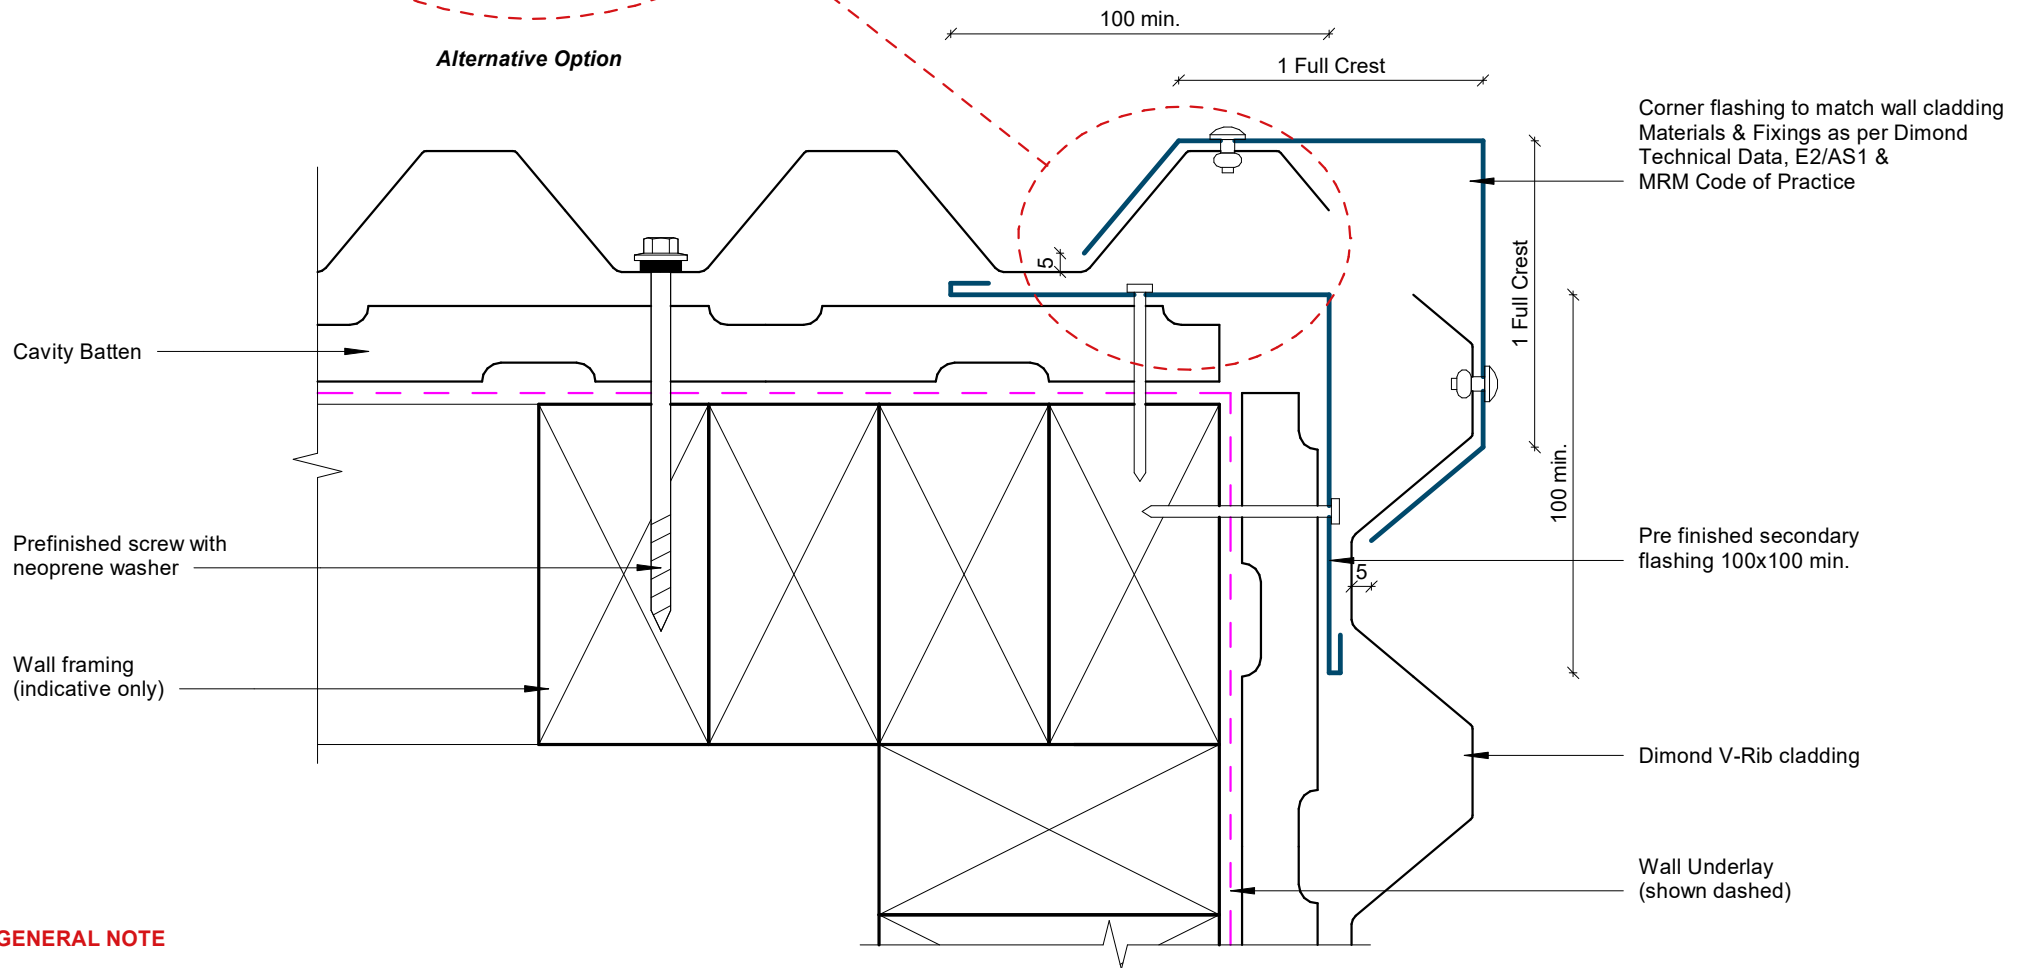 100 min.
Alternative Option
1 Full Crest
Corner flashing to match wall cladding
Materials & Fixings as per Dimond
Technical Data, E2/AS1 &
MRM Code of Practice
5
1 Full Crest
Cavity Batten
100 min.
Prefinished screw with
neoprene washer
Pre finished secondary
flashing 100x100 min.
5
Wall framing
(indicative only)
Dimond V-Rib cladding
Wall Underlay
(shown dashed)
GENERAL NOTE